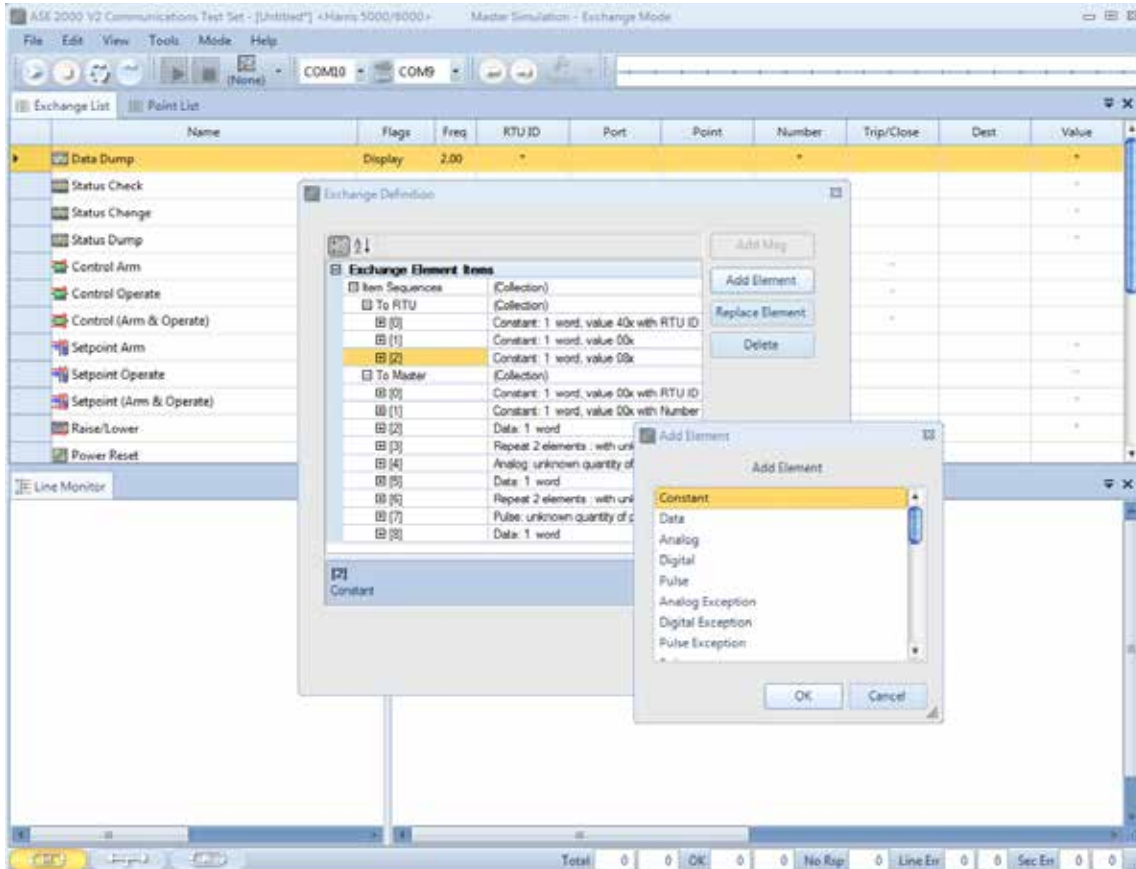 ASE 2000 V2 Communications Test Set - [Untitled*] <Harris 5000/6000> Master Simulation - Exchange Mode
File Edit View Tools Mode Help
(None) COM10 COM9
Exchange List Point List
Name Flags Freq RTU ID Port Point Number Trip/Close Dest Value
Data Dump Display 2.00 * * *
Status Check
Status Change
Status Dump
Control Arm
Control Operate
Control (Arm & Operate)
Setpoint Arm
Setpoint Operate
Setpoint (Arm & Operate)
Raise/Lower
Power Reset
Exchange Definition
Add Msg
Add Element
Replace Element
Delete
Exchange Element Items
Item Sequences (Collection)
To RTU (Collection)
[0] Constant: 1 word, value 40x with RTU ID
[1] Constant: 1 word, value 00x
[2] Constant: 1 word, value 08x
To Master (Collection)
[0] Constant: 1 word, value 00x with RTU ID
[1] Constant: 1 word, value 00x with Number
[2] Data: 1 word
[3] Repeat 2 elements : with unk
[4] Analog: unknown quantity of
[5] Data: 1 word
[6] Repeat 2 elements : with unk
[7] Pulse: unknown quantity of p
[8] Data: 1 word
[2]
Constant
Add Element
Add Element
Constant
Data
Analog
Digital
Pulse
Analog Exception
Digital Exception
Pulse Exception
OK Cancel
Line Monitor
Total 0 0 OK 0 0 No Rsp 0 Line Err 0 0 Sec Err 0 0